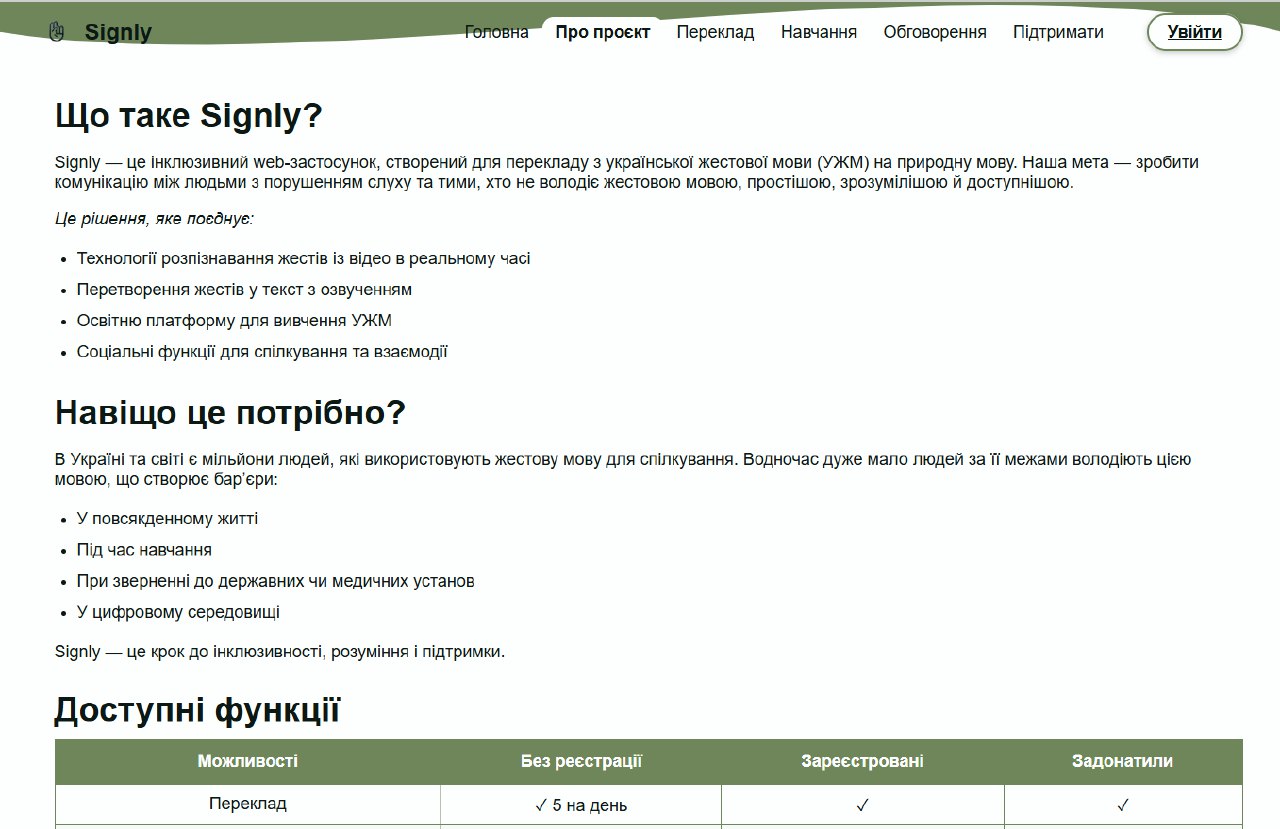 Signly
Головна Про проєкт Переклад Навчання Обговорення Підтримати Увійти
Що таке Signly?
Signly — це інклюзивний web-застосунок, створений для перекладу з української жестової мови (УЖМ) на природну мову. Наша мета — зробити
комунікацію між людьми з порушенням слуху та тими, хто не володіє жестовою мовою, простішою, зрозумілішою й доступнішою.
Це рішення, яке поєднує:
• Технології розпізнавання жестів із відео в реальному часі
• Перетворення жестів у текст з озвученням
• Освітню платформу для вивчення УЖМ
• Соціальні функції для спілкування та взаємодії
Навіщо це потрібно?
В Україні та світі є мільйони людей, які використовують жестову мову для спілкування. Водночас дуже мало людей за її межами володіють цією
мовою, що створює бар'єри:
• У повсякденному житті
• Під час навчання
• При зверненні до державних чи медичних установ
• У цифровому середовищі
Signly — це крок до інклюзивності, розуміння і підтримки.
Доступні функції
Можливості Без реєстрації Зареєстровані Задонатили
Переклад ✓ 5 на день ✓ ✓